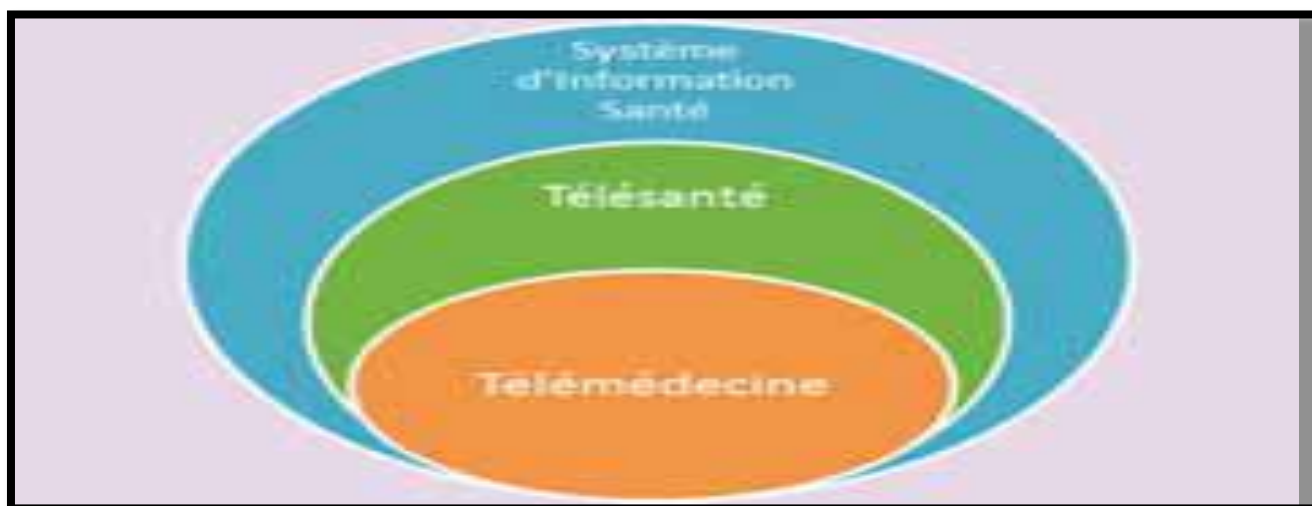 Système
d'Information
Santé
Télésanté
Télémédecine